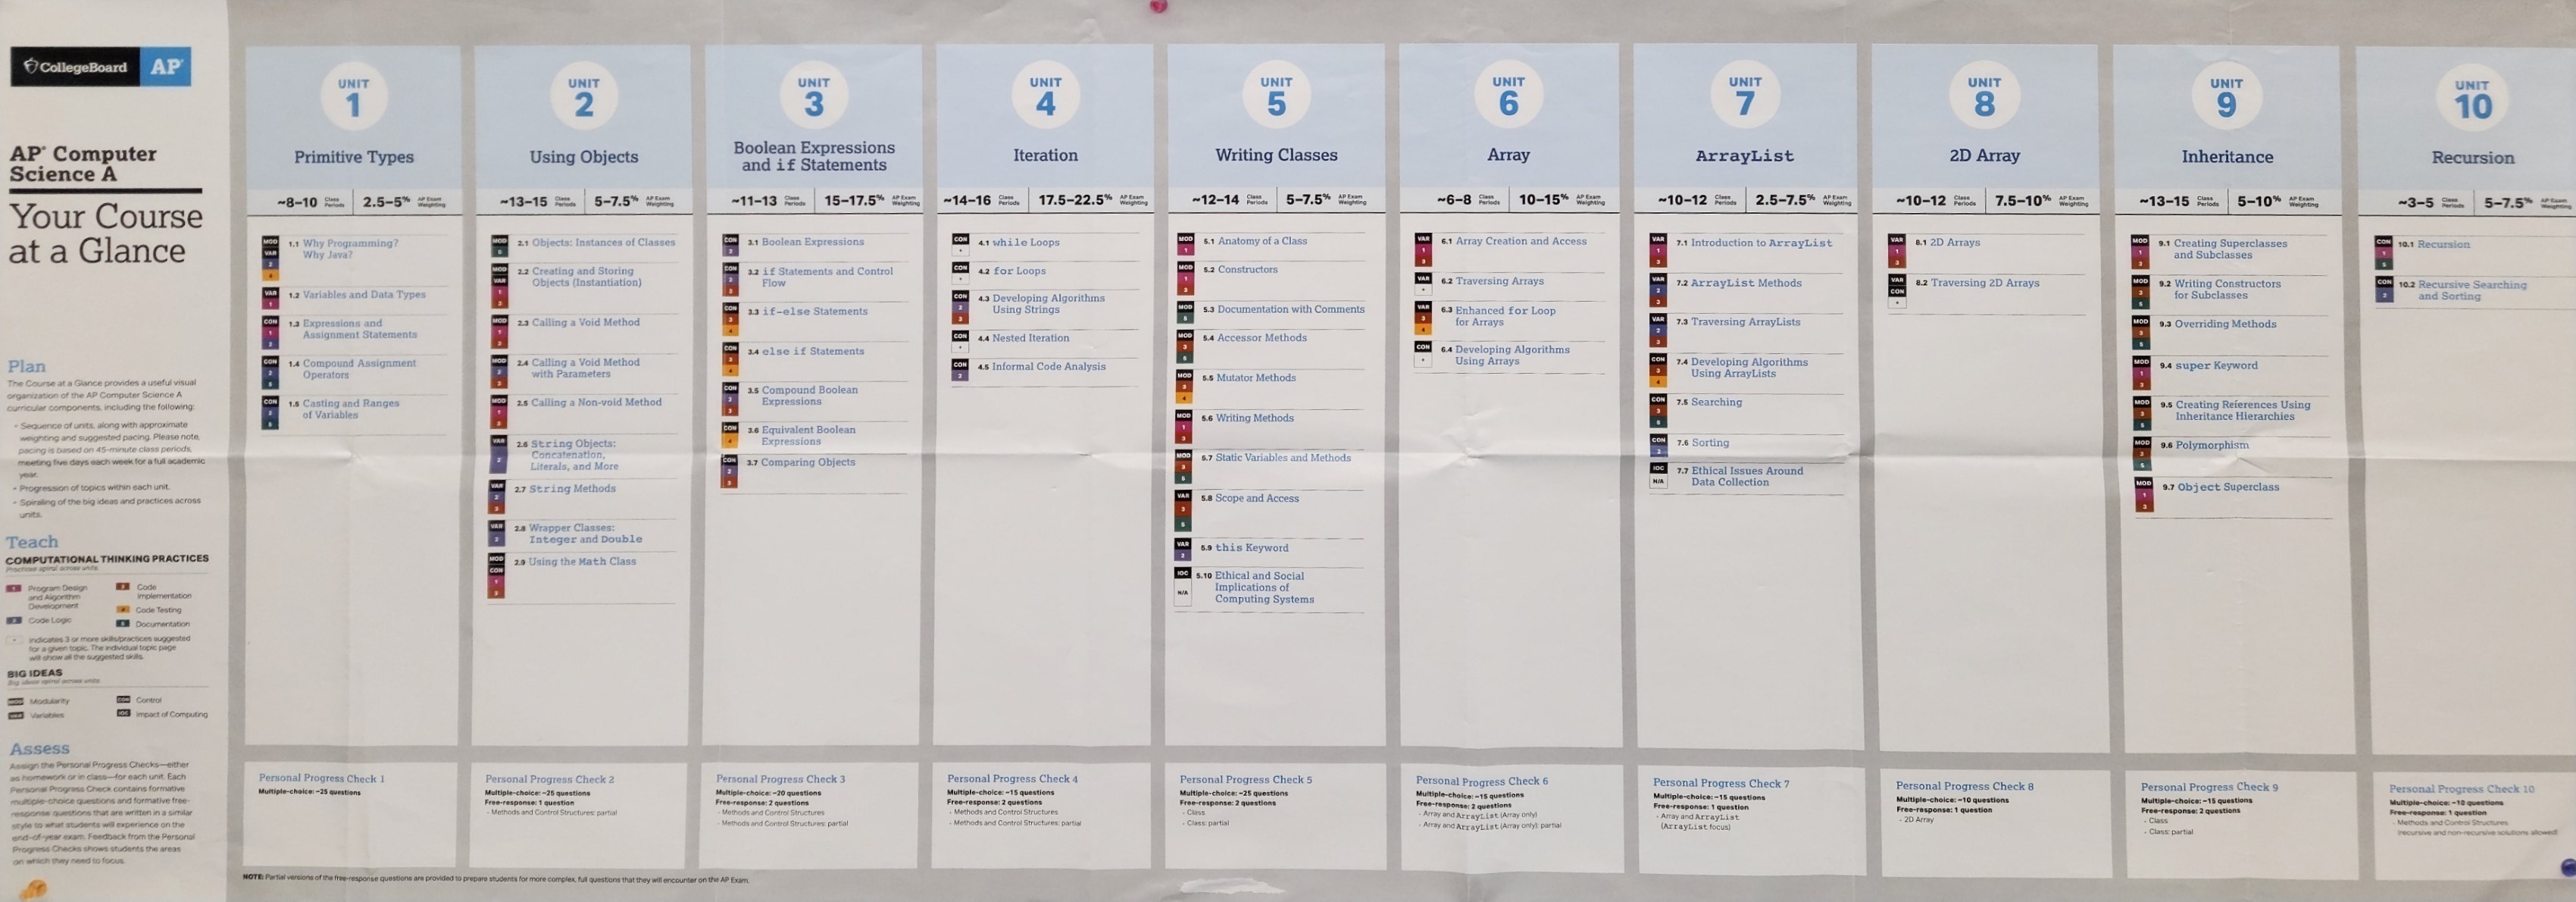 CollegeBoard AP®
AP® Computer
Science A
Your Course
at a Glance
Plan
The Course at a Glance provides a useful visual
organization of the AP Computer Science A
curricular components, including the following:
• Sequence of units, along with approximate
weighting and suggested pacing. Please note,
pacing is based on 45-minute class periods,
meeting five days each week for a full academic
year.
• Progression of topics within each unit.
• Spiraling of the big ideas and practices across
units.
Teach
COMPUTATIONAL THINKING PRACTICES
Practices spiral across units.
1 Program Design
and Algorithm
Development
2 Code Logic
3 Code
Implementation
4 Code Testing
5 Documentation
+ Indicates 3 or more skills/practices suggested
for a given topic. The individual topic page
will show all the suggested skills.
BIG IDEAS
Big ideas spiral across units.
MOD Modularity
VAR Variables
CON Control
IOC Impact of Computing
Assess
Assign the Personal Progress Checks—either
as homework or in class—for each unit. Each
Personal Progress Check contains formative
multiple-choice questions and formative free-
response questions that are written in a similar
style to what students will experience on the
end-of-year exam. Feedback from the Personal
Progress Checks shows students the areas
on which they need to focus.
UNIT
1
Primitive Types
~8–10 Class Periods 2.5–5% AP Exam Weighting
1.1 Why Programming?
Why Java?
1.2 Variables and Data Types
1.3 Expressions and
Assignment Statements
1.4 Compound Assignment
Operators
1.5 Casting and Ranges
of Variables
Personal Progress Check 1
Multiple-choice: ~25 questions
UNIT
2
Using Objects
~13–15 Class Periods 5–7.5% AP Exam Weighting
2.1 Objects: Instances of Classes
2.2 Creating and Storing
Objects (Instantiation)
2.3 Calling a Void Method
2.4 Calling a Void Method
with Parameters
2.5 Calling a Non-void Method
2.6 String Objects:
Concatenation,
Literals, and More
2.7 String Methods
2.8 Wrapper Classes:
Integer and Double
2.9 Using the Math Class
Personal Progress Check 2
Multiple-choice: ~25 questions
Free-response: 1 question
• Methods and Control Structures: partial
UNIT
3
Boolean Expressions
and if Statements
~11–13 Class Periods 15–17.5% AP Exam Weighting
3.1 Boolean Expressions
3.2 if Statements and Control
Flow
3.3 if-else Statements
3.4 else if Statements
3.5 Compound Boolean
Expressions
3.6 Equivalent Boolean
Expressions
3.7 Comparing Objects
Personal Progress Check 3
Multiple-choice: ~20 questions
Free-response: 2 questions
• Methods and Control Structures
• Methods and Control Structures: partial
UNIT
4
Iteration
~14–16 Class Periods 17.5–22.5% AP Exam Weighting
4.1 while Loops
4.2 for Loops
4.3 Developing Algorithms
Using Strings
4.4 Nested Iteration
4.5 Informal Code Analysis
Personal Progress Check 4
Multiple-choice: ~15 questions
Free-response: 2 questions
• Methods and Control Structures
• Methods and Control Structures: partial
UNIT
5
Writing Classes
~12–14 Class Periods 5–7.5% AP Exam Weighting
5.1 Anatomy of a Class
5.2 Constructors
5.3 Documentation with Comments
5.4 Accessor Methods
5.5 Mutator Methods
5.6 Writing Methods
5.7 Static Variables and Methods
5.8 Scope and Access
5.9 this Keyword
5.10 Ethical and Social
Implications of
Computing Systems
Personal Progress Check 5
Multiple-choice: ~25 questions
Free-response: 2 questions
• Class
• Class: partial
UNIT
6
Array
~6–8 Class Periods 10–15% AP Exam Weighting
6.1 Array Creation and Access
6.2 Traversing Arrays
6.3 Enhanced for Loop
for Arrays
6.4 Developing Algorithms
Using Arrays
Personal Progress Check 6
Multiple-choice: ~15 questions
Free-response: 2 questions
• Array and ArrayList (Array only)
• Array and ArrayList (Array only): partial
UNIT
7
ArrayList
~10–12 Class Periods 2.5–7.5% AP Exam Weighting
7.1 Introduction to ArrayList
7.2 ArrayList Methods
7.3 Traversing ArrayLists
7.4 Developing Algorithms
Using ArrayLists
7.5 Searching
7.6 Sorting
7.7 Ethical Issues Around
Data Collection
Personal Progress Check 7
Multiple-choice: ~15 questions
Free-response: 1 question
• Array and ArrayList
(ArrayList focus)
UNIT
8
2D Array
~10–12 Class Periods 7.5–10% AP Exam Weighting
8.1 2D Arrays
8.2 Traversing 2D Arrays
Personal Progress Check 8
Multiple-choice: ~10 questions
Free-response: 1 question
• 2D Array
UNIT
9
Inheritance
~13–15 Class Periods 5–10% AP Exam Weighting
9.1 Creating Superclasses
and Subclasses
9.2 Writing Constructors
for Subclasses
9.3 Overriding Methods
9.4 super Keyword
9.5 Creating References Using
Inheritance Hierarchies
9.6 Polymorphism
9.7 Object Superclass
Personal Progress Check 9
Multiple-choice: ~15 questions
Free-response: 2 questions
• Class
• Class: partial
UNIT
10
Recursion
~3–5 Class Periods 5–7.5% AP Exam Weighting
10.1 Recursion
10.2 Recursive Searching
and Sorting
Personal Progress Check 10
Multiple-choice: ~10 questions
Free-response: 1 question
• Methods and Control Structures
(recursive and non-recursive solutions allowed)
NOTE: Partial versions of the free-response questions are provided to prepare students for more complex, full questions that they will encounter on the AP Exam.